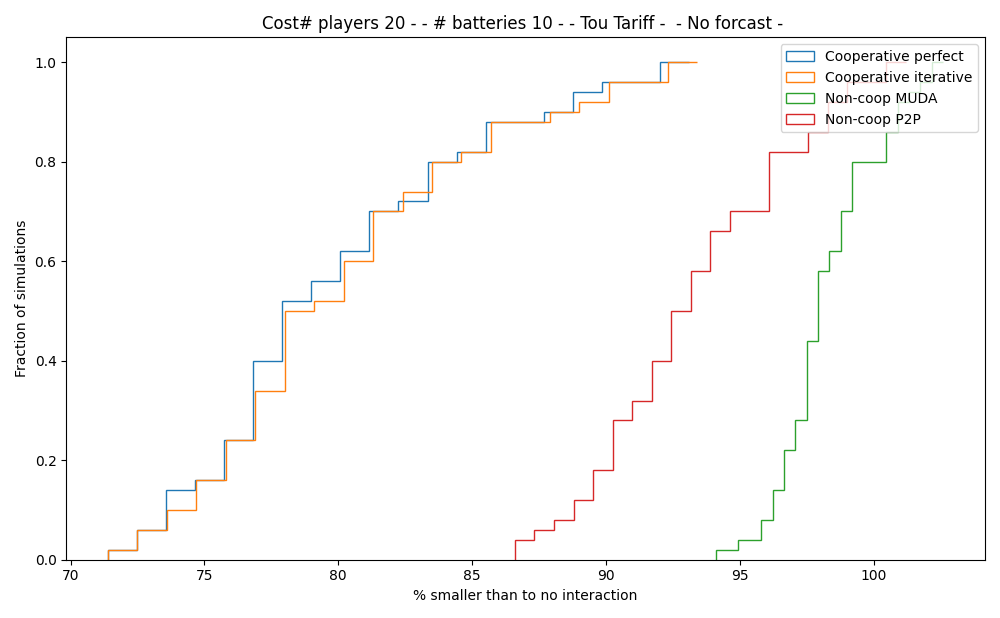 Cost# players 20 - - # batteries 10 - - Tou Tariff -  - No forcast -
Fraction of simulations
1.0
0.8
0.6
0.4
0.2
0.0
Cooperative perfect
Cooperative iterative
Non-coop MUDA
Non-coop P2P
70 75 80 85 90 95 100
% smaller than to no interaction